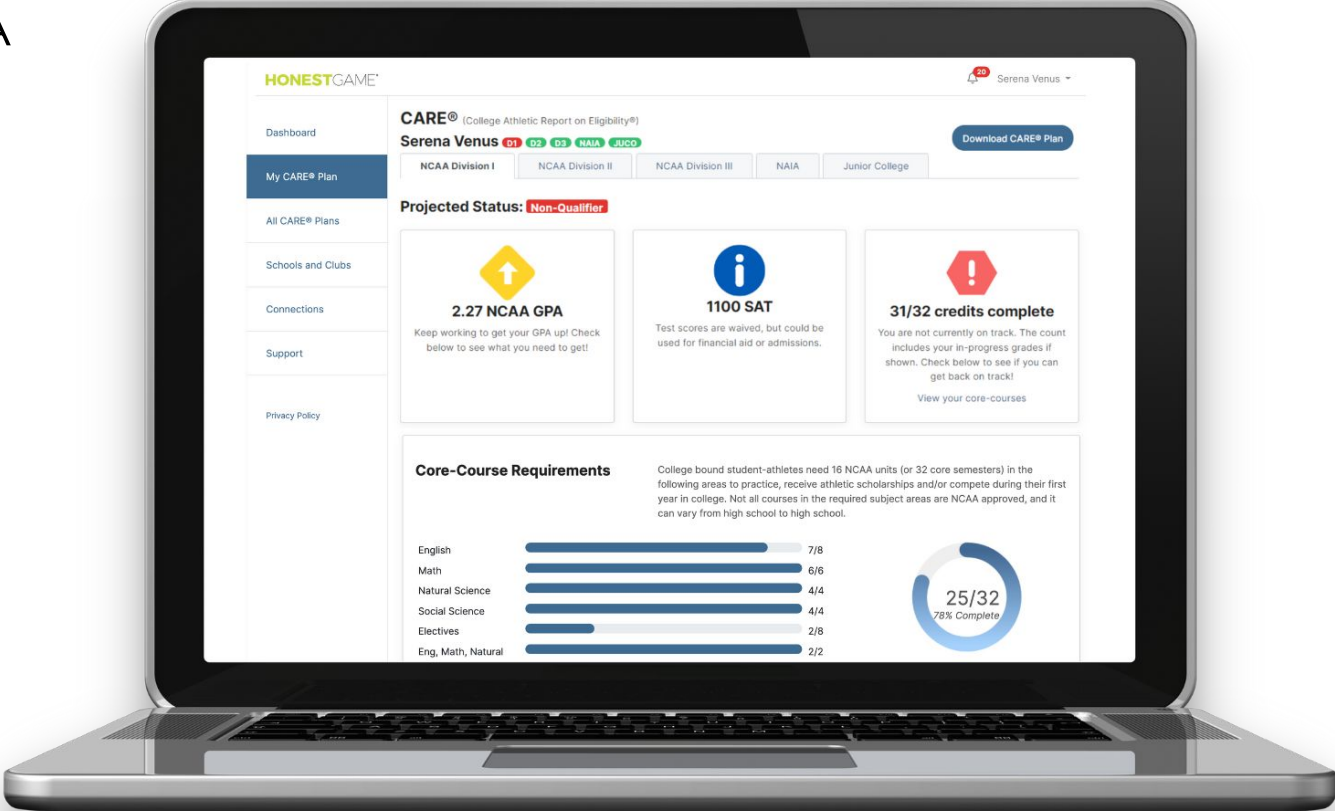 A
HONESTGAME
20
Serena Venus
Dashboard
My CARE® Plan
All CARE® Plans
Schools and Clubs
Connections
Support
Privacy Policy
CARE® (College Athletic Report on Eligibility®)
Serena Venus D1 D2 D3 NAIA JUCO
Download CARE® Plan
NCAA Division I NCAA Division II NCAA Division III NAIA Junior College
Projected Status: Non-Qualifier
2.27 NCAA GPA
Keep working to get your GPA up! Check
below to see what you need to get!
i
1100 SAT
Test scores are waived, but could be
used for financial aid or admissions.
!
31/32 credits complete
You are not currently on track. The count
includes your in-progress grades if
shown. Check below to see if you can
get back on track!
View your core-courses
Core-Course Requirements
College bound student-athletes need 16 NCAA units (or 32 core semesters) in the
following areas to practice, receive athletic scholarships and/or compete during their first
year in college. Not all courses in the required subject areas are NCAA approved, and it
can vary from high school to high school.
English 7/8
Math 6/6
Natural Science 4/4
Social Science 4/4
Electives 2/8
Eng, Math, Natural 2/2
25/32
78% Complete